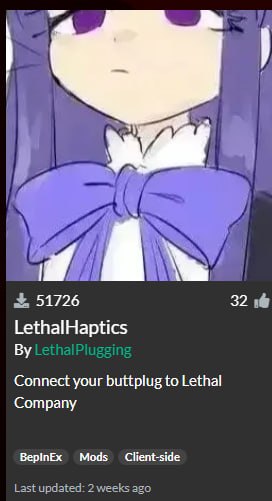 51726 32
LethalHaptics
By LethalPlugging
Connect your buttplug to Lethal
Company
BepInEx Mods Client-side
Last updated: 2 weeks ago